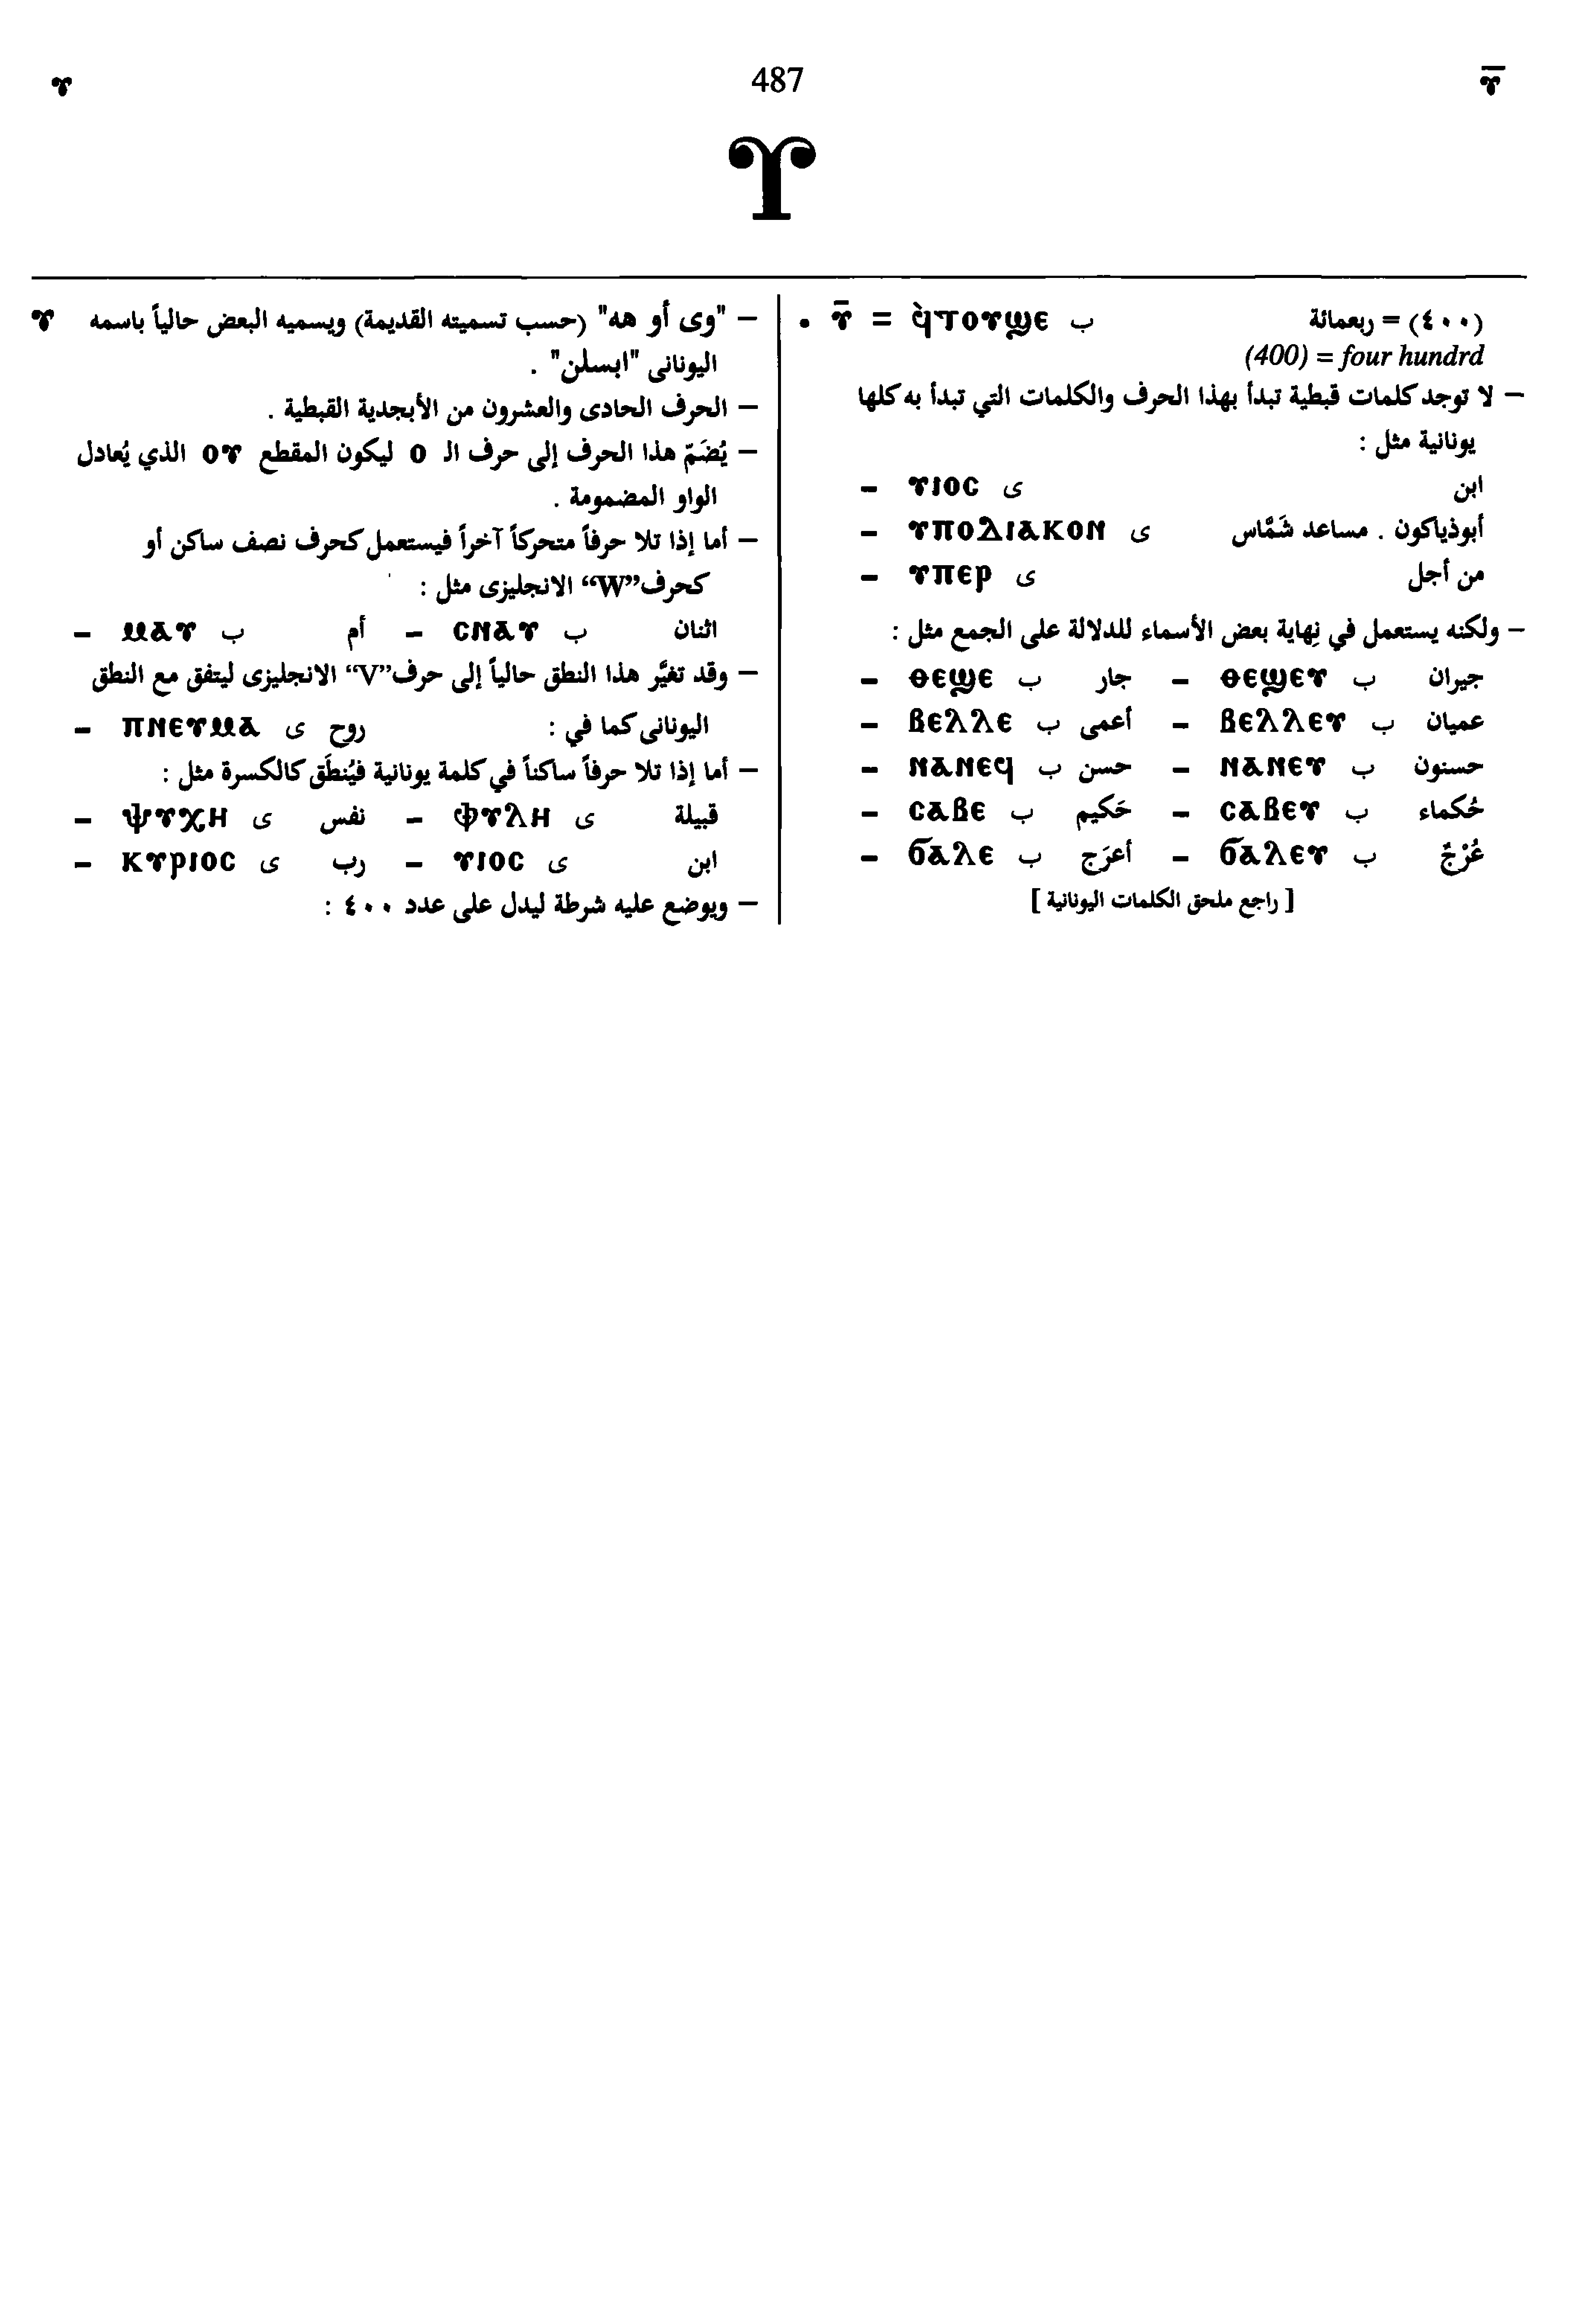 ⲩ 487 ⲩ̅
Ⲩ
ⲩ – "وى أو هه" (حسب تسميته القديمة) ويسميه البعض حالياً باسمه
اليونانى "ابسلن" .
– الحرف الحادى والعشرون من الأبجدية القبطية .
– يُضَمّ هذا الحرف إلى حرف الـ ⲟ ليكون المقطع ⲟⲩ الذي يُعادل
الواو المضمومة .
– أما إذا تلا حرفاً متحركاً آخراً فيستعمل كحرف نصف ساكن أو
كحرف “W” الانجليزى مثل :
– ⲙⲁⲩ ب أم – ⲥⲛⲁⲩ ب اثنان
– وقد تغيَّر هذا النطق حالياً إلى حرف “V” الانجليزى ليتفق مع النطق
اليونانى كما في : – ⲡⲛⲉⲩⲙⲁ ى روح
– أما إذا تلا حرفاً ساكناً في كلمة يونانية فيُنطَق كالكسرة مثل :
– ⲯⲩⲭⲏ ى نفس – ⲫⲩⲗⲏ ى قبيلة
– ⲕⲩⲣⲓⲟⲥ ى رب – ⲩⲓⲟⲥ ى ابن
– ويوضع عليه شرطة ليدل على عدد ٤٠٠ :
• ⲩ̅ = ϥ̀ⲧⲟⲩϣⲉ ب (٤٠٠) = ربعمائة
(400) = four hundrd
– لا توجد كلمات قبطية تبدأ بهذا الحرف والكلمات التي تبدأ به كلها
يونانية مثل :
– ⲩⲓⲟⲥ ى ابن
– ⲩⲡⲟⲇⲓⲁⲕⲟⲛ ى أبوذياكون . مساعد شَمَّاس
– ⲩⲡⲉⲣ ى من أجل
– ولكنه يستعمل في نِهاية بعض الأسماء للدلالة على الجمع مثل :
– ⲑⲉϣⲉ ب جار – ⲑⲉϣⲉⲩ ب جيران
– ⲃⲉⲗⲗⲉ ب أعمى – ⲃⲉⲗⲗⲉⲩ ب عميان
– ⲛⲁⲛⲉϥ ب حسن – ⲛⲁⲛⲉⲩ ب حسنون
– ⲥⲁⲃⲉ ب حَكيم – ⲥⲁⲃⲉⲩ ب حُكماء
– ϭⲁⲗⲉ ب أعرَج – ϭⲁⲗⲉⲩ ب عُرْجٌ
[ راجع ملحق الكلمات اليونانية ]